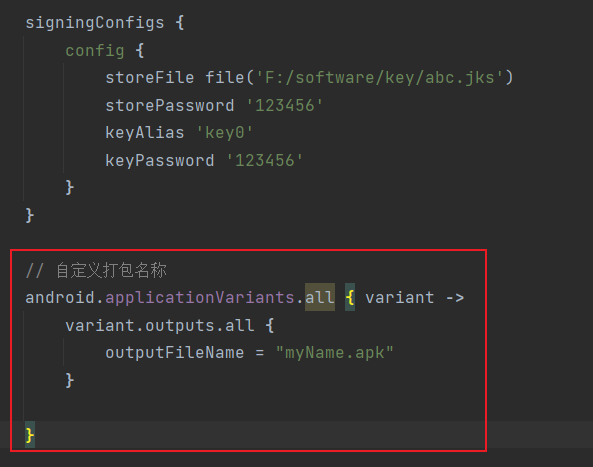 signingConfigs {
config {
storeFile file('F:/software/key/abc.jks')
storePassword '123456'
keyAlias 'key0'
keyPassword '123456'
}
}
// 自定义打包名称
android.applicationVariants.all { variant ->
variant.outputs.all {
outputFileName = "myName.apk"
}
}